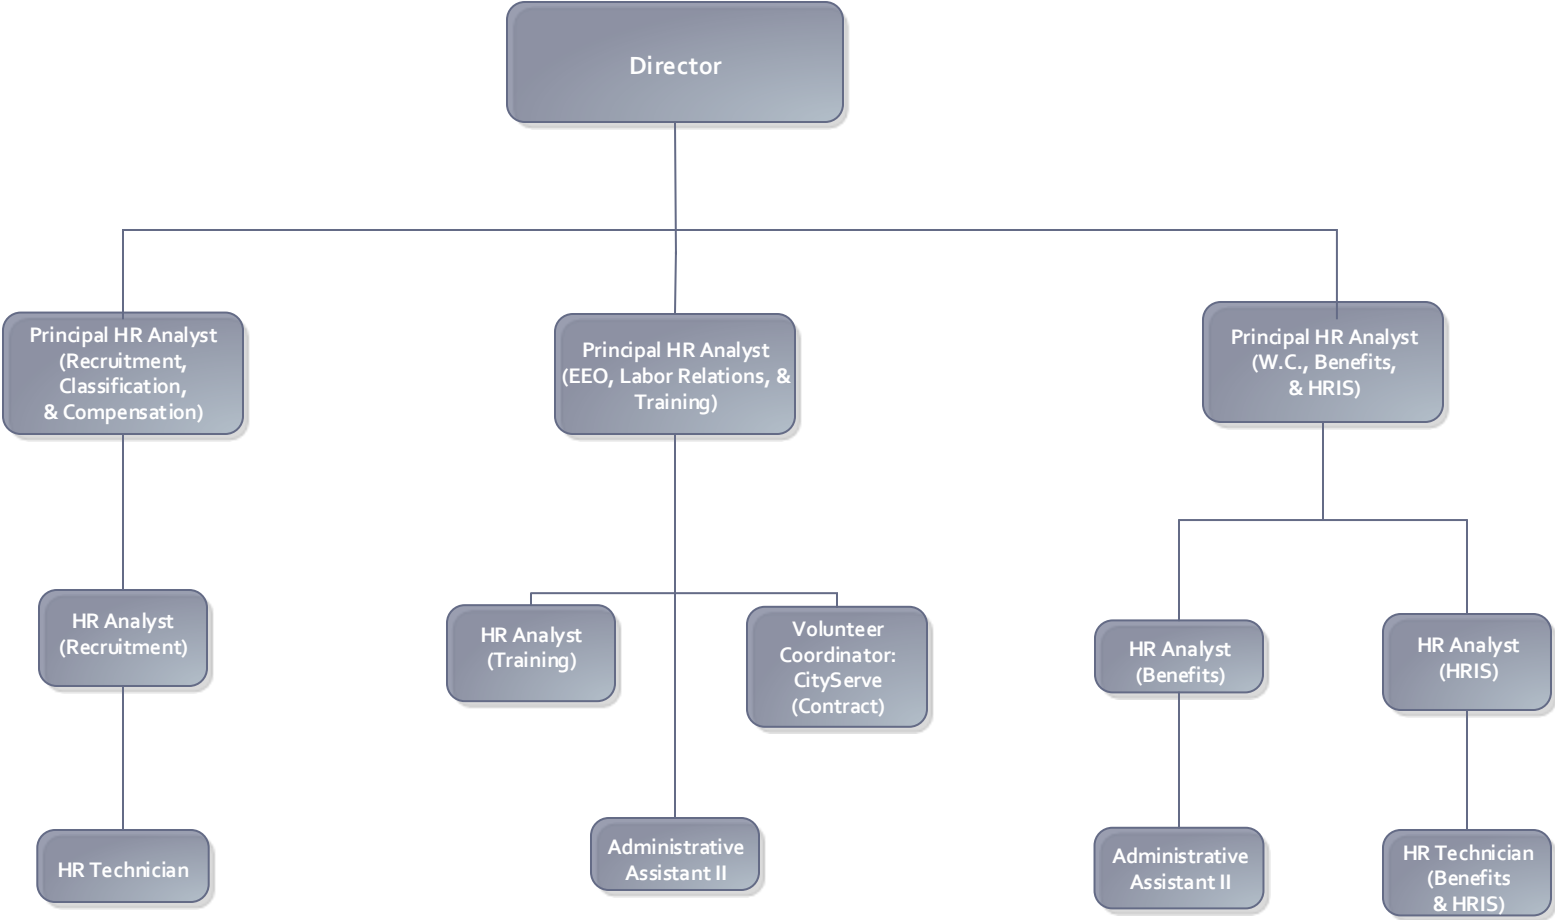 Director
Principal HR Analyst
(Recruitment,
Classification,
& Compensation)
Principal HR Analyst
(EEO, Labor Relations, &
Training)
Principal HR Analyst
(W.C., Benefits,
& HRIS)
HR Analyst
(Recruitment)
HR Analyst
(Training)
Volunteer
Coordinator:
CityServe
(Contract)
HR Analyst
(Benefits)
HR Analyst
(HRIS)
HR Technician
Administrative
Assistant II
Administrative
Assistant II
HR Technician
(Benefits
& HRIS)